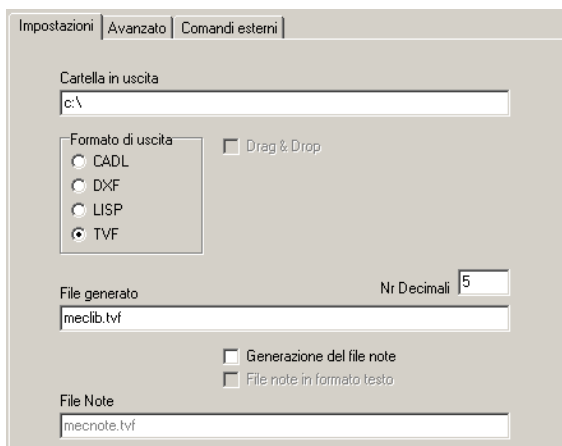 Impostazioni Avanzato Comandi esterni
Cartella in uscita
c:\
Formato di uscita
Drag & Drop
CADL
DXF
LISP
TVF
Nr Decimali 5
File generato
meclib.tvf
Generazione del file note
File note in formato testo
File Note
mecnote.tvf